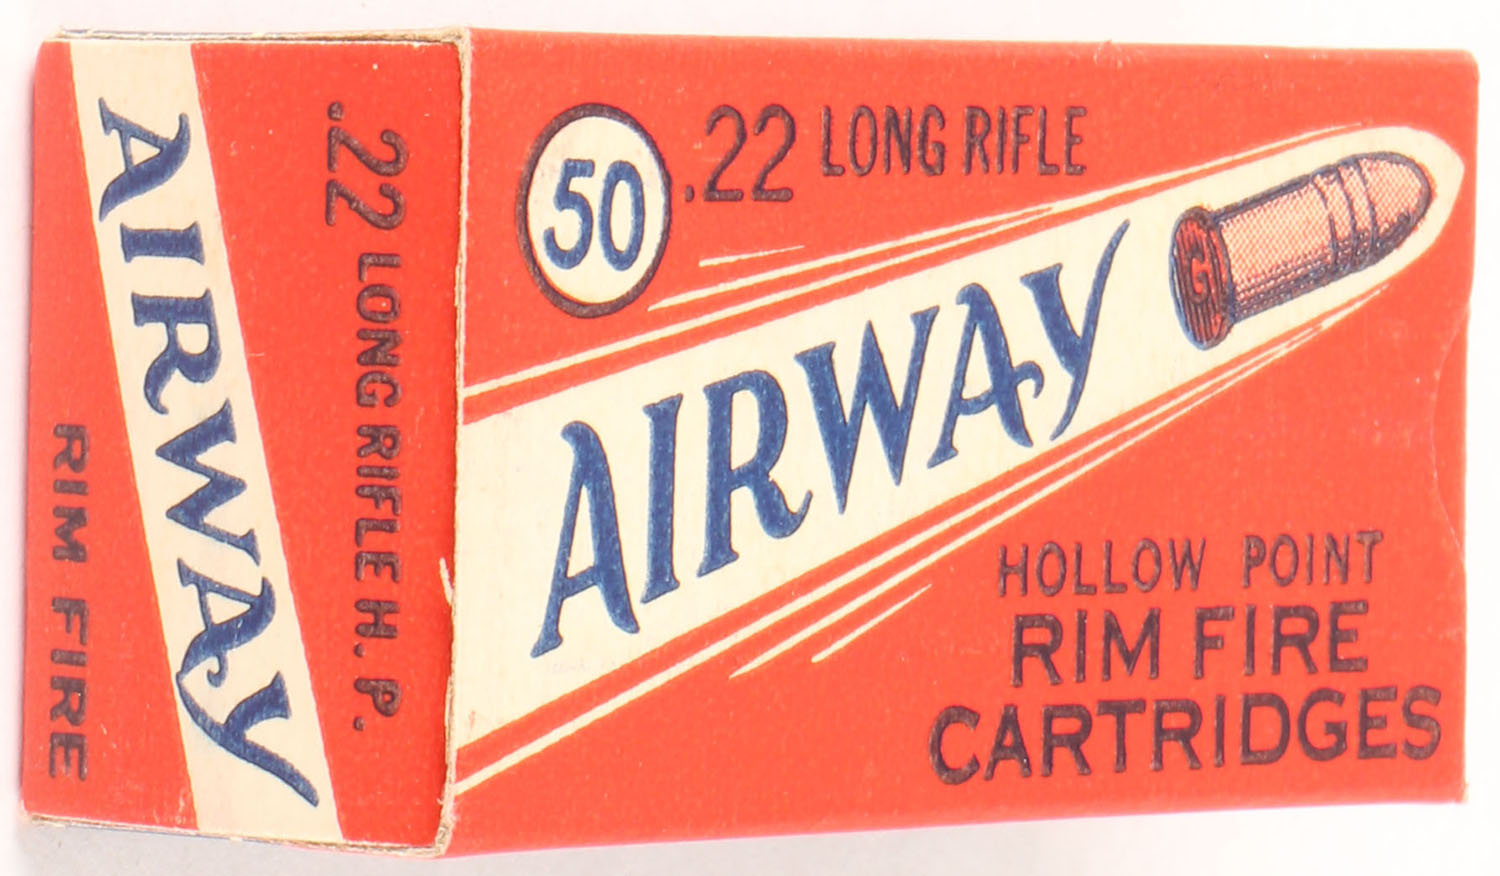 50
.22 LONG RIFLE
AIRWAY
G
HOLLOW POINT
RIM FIRE
CARTRIDGES
.22 LONG RIFLE H. P.
AIRWAY
RIM FIRE